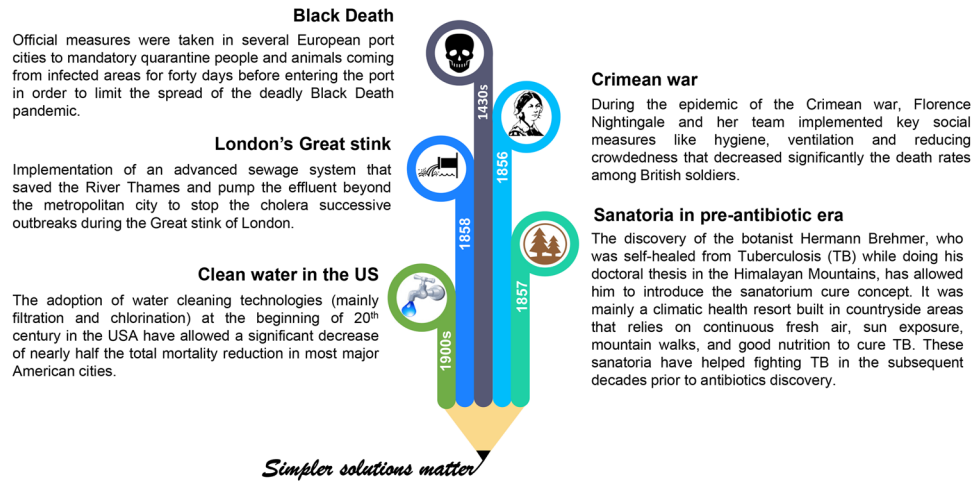 Black Death
Official measures were taken in several European port
cities to mandatory quarantine people and animals coming
from infected areas for forty days before entering the port
in order to limit the spread of the deadly Black Death
pandemic.
London's Great stink
Implementation of an advanced sewage system that
saved the River Thames and pump the effluent beyond
the metropolitan city to stop the cholera successive
outbreaks during the Great stink of London.
Clean water in the US
The adoption of water cleaning technologies (mainly
filtration and chlorination) at the beginning of 20th
century in the USA have allowed a significant decrease
of nearly half the total mortality reduction in most major
American cities.
1900s
1858
1430s
1856
1857
Crimean war
During the epidemic of the Crimean war, Florence
Nightingale and her team implemented key social
measures like hygiene, ventilation and reducing
crowdedness that decreased significantly the death rates
among British soldiers.
Sanatoria in pre-antibiotic era
The discovery of the botanist Hermann Brehmer, who
was self-healed from Tuberculosis (TB) while doing his
doctoral thesis in the Himalayan Mountains, has allowed
him to introduce the sanatorium cure concept. It was
mainly a climatic health resort built in countryside areas
that relies on continuous fresh air, sun exposure,
mountain walks, and good nutrition to cure TB. These
sanatoria have helped fighting TB in the subsequent
decades prior to antibiotics discovery.
Simpler solutions matter